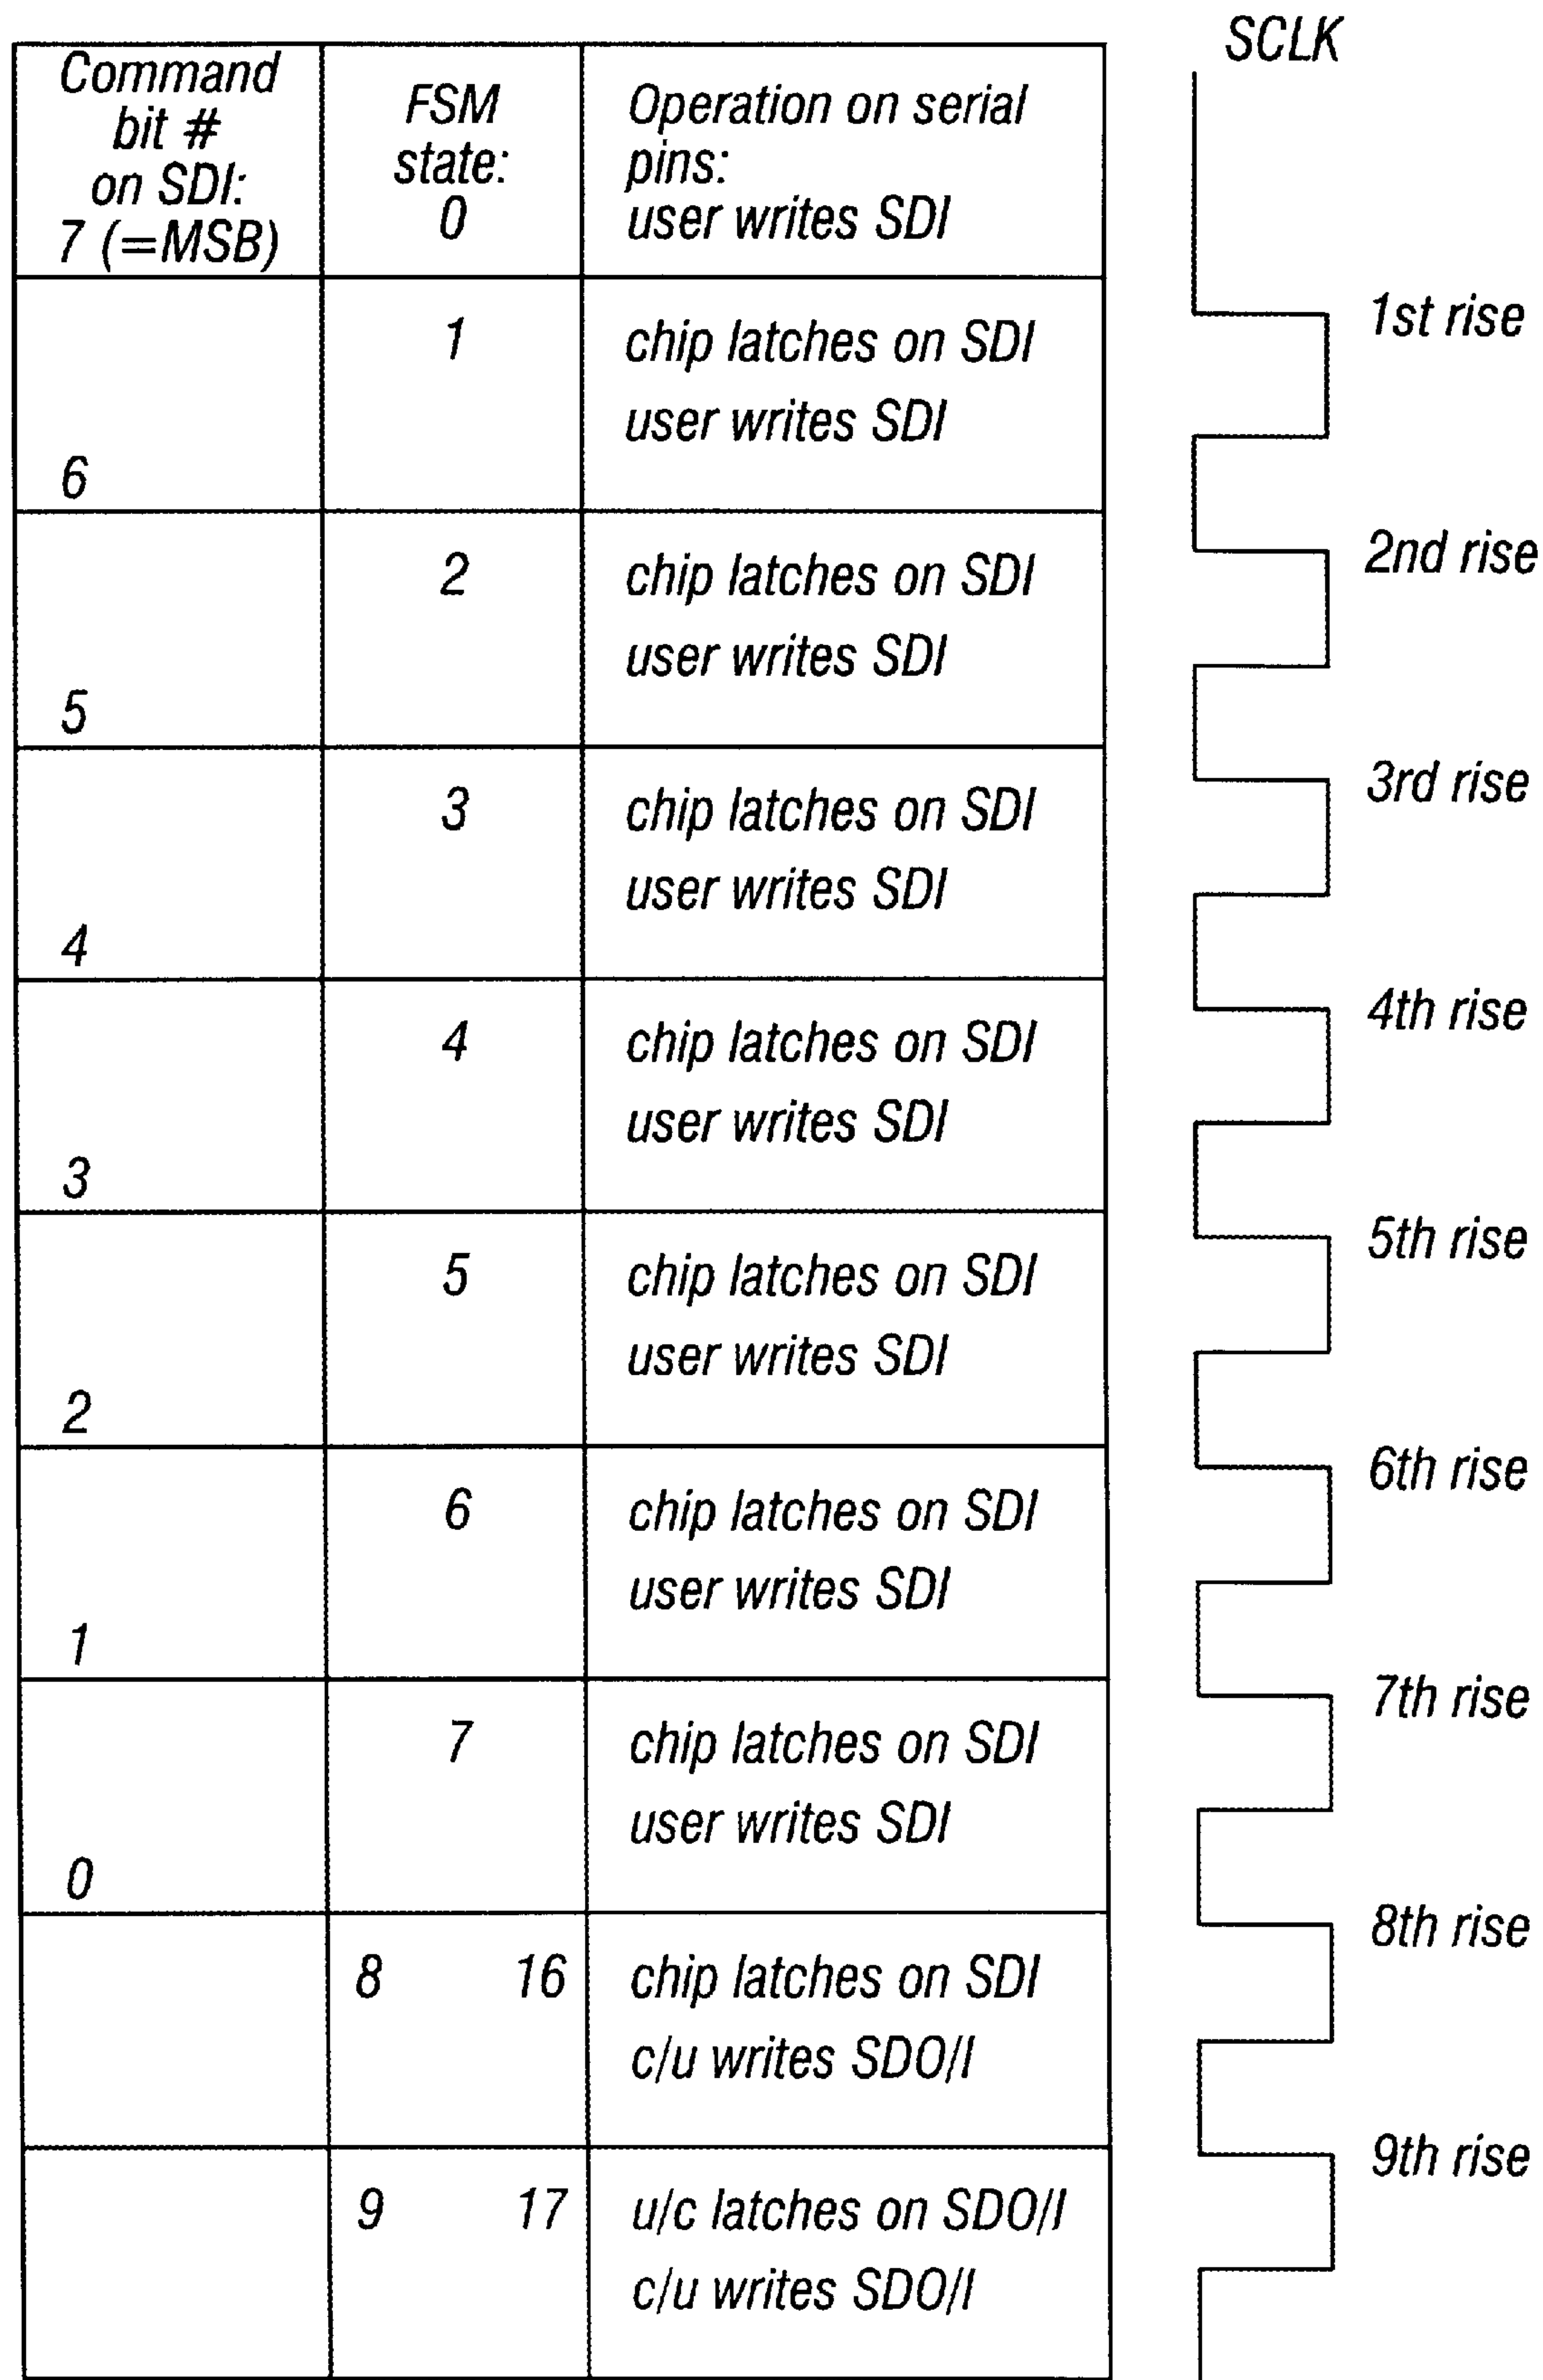 SCLK
Command
bit #
on SDI:
7 (=MSB)
FSM
state:
0
Operation on serial
pins:
user writes SDI
1st rise
1
chip latches on SDI
user writes SDI
6
2nd rise
2
chip latches on SDI
user writes SDI
5
3rd rise
3
chip latches on SDI
user writes SDI
4
4th rise
4
chip latches on SDI
user writes SDI
3
5th rise
5
chip latches on SDI
user writes SDI
2
6th rise
6
chip latches on SDI
user writes SDI
1
7th rise
7
chip latches on SDI
user writes SDI
0
8th rise
8 16
chip latches on SDI
c/u writes SDO/I
9th rise
9 17
u/c latches on SDO/I
c/u writes SDO/I